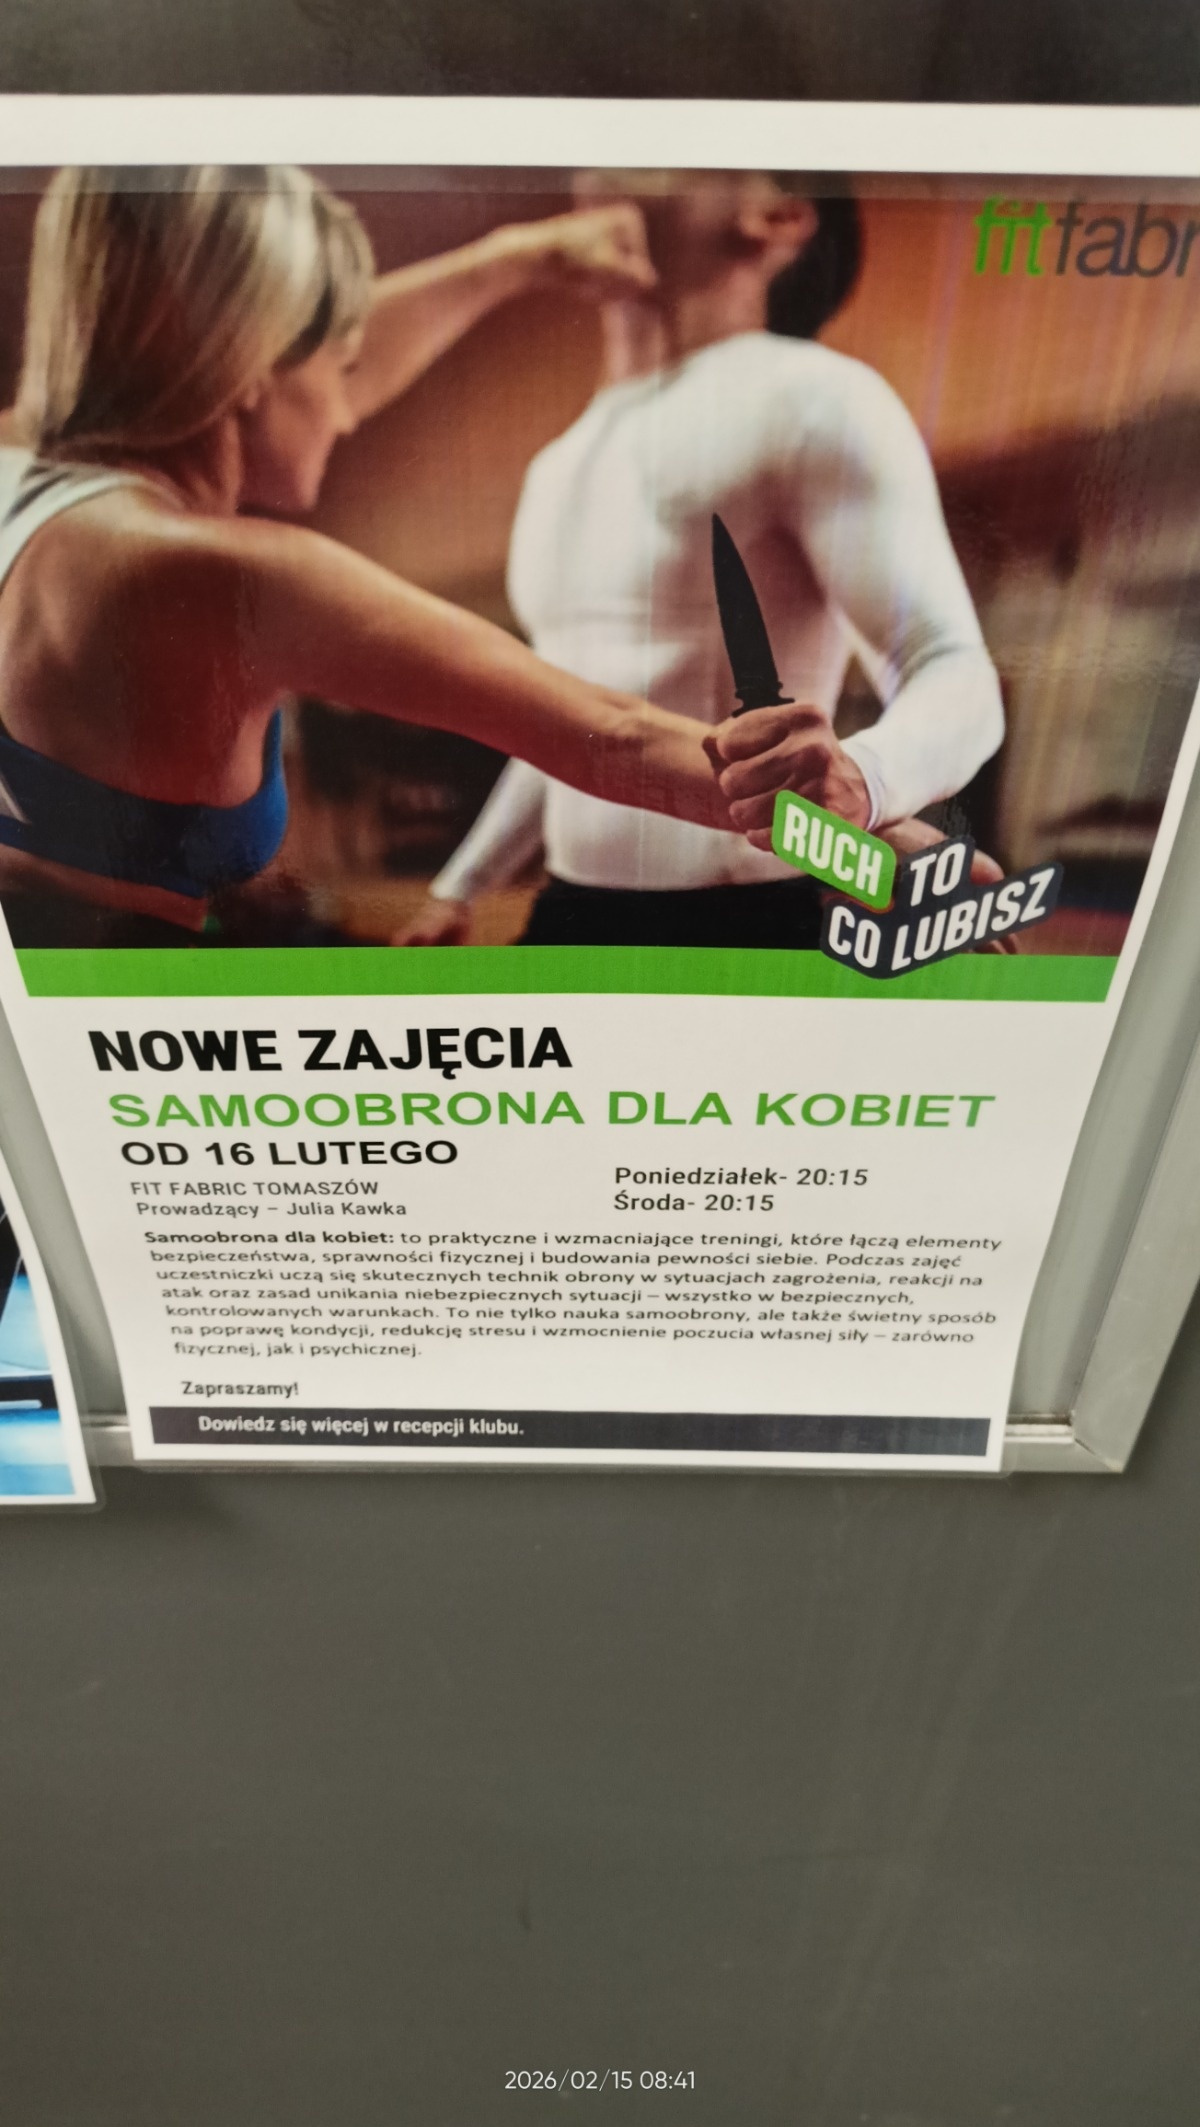 fitfabr
RUCH TO
CO LUBISZ
NOWE ZAJĘCIA
SAMOOBRONA DLA KOBIET
OD 16 LUTEGO
FIT FABRIC TOMASZÓW
Prowadzący – Julia Kawka
Poniedziałek- 20:15
Środa- 20:15
Samoobrona dla kobiet: to praktyczne i wzmacniające treningi, które łączą elementy
bezpieczeństwa, sprawności fizycznej i budowania pewności siebie. Podczas zajęć
uczestniczki uczą się skutecznych technik obrony w sytuacjach zagrożenia, reakcji na
atak oraz zasad unikania niebezpiecznych sytuacji – wszystko w bezpiecznych,
kontrolowanych warunkach. To nie tylko nauka samoobrony, ale także świetny sposób
na poprawę kondycji, redukcję stresu i wzmocnienie poczucia własnej siły – zarówno
fizycznej, jak i psychicznej.
Zapraszamy!
Dowiedz się więcej w recepcji klubu.
2026/02/15 08:41